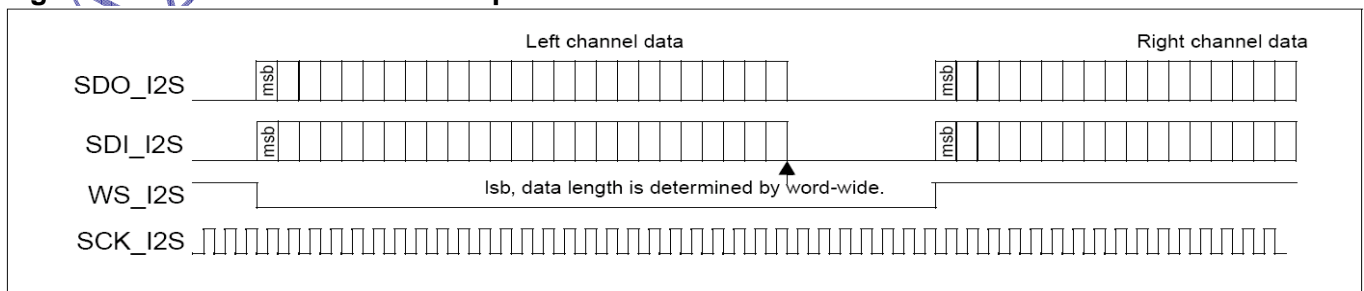 Left channel data
Right channel data
SDO_I2S
msb
msb
SDI_I2S
msb
msb
lsb, data length is determined by word-wide.
WS_I2S
SCK_I2S